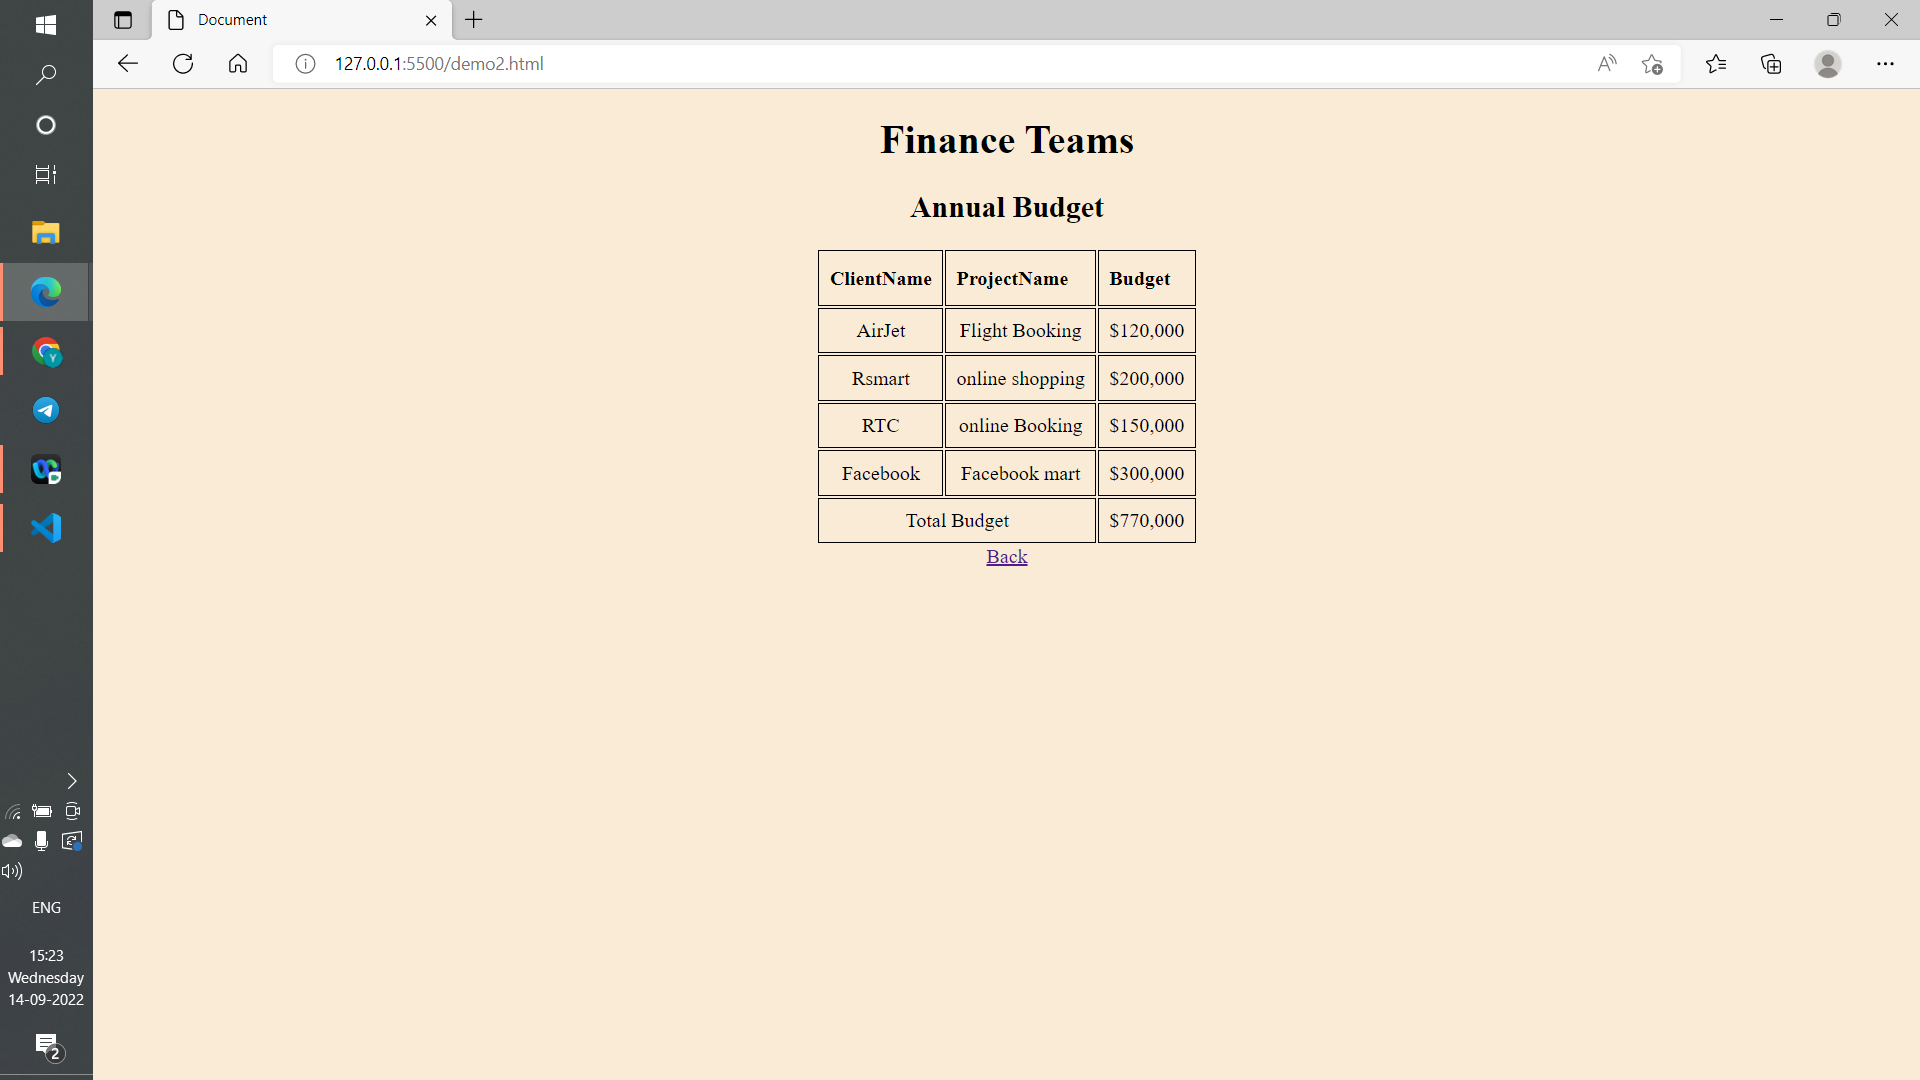 Document
127.0.0.1:5500/demo2.html
Finance Teams
Annual Budget
ClientName ProjectName Budget
AirJet Flight Booking $120,000
Rsmart online shopping $200,000
RTC online Booking $150,000
Facebook Facebook mart $300,000
Total Budget $770,000
Back
Y
ENG
15:23
Wednesday
14-09-2022
2